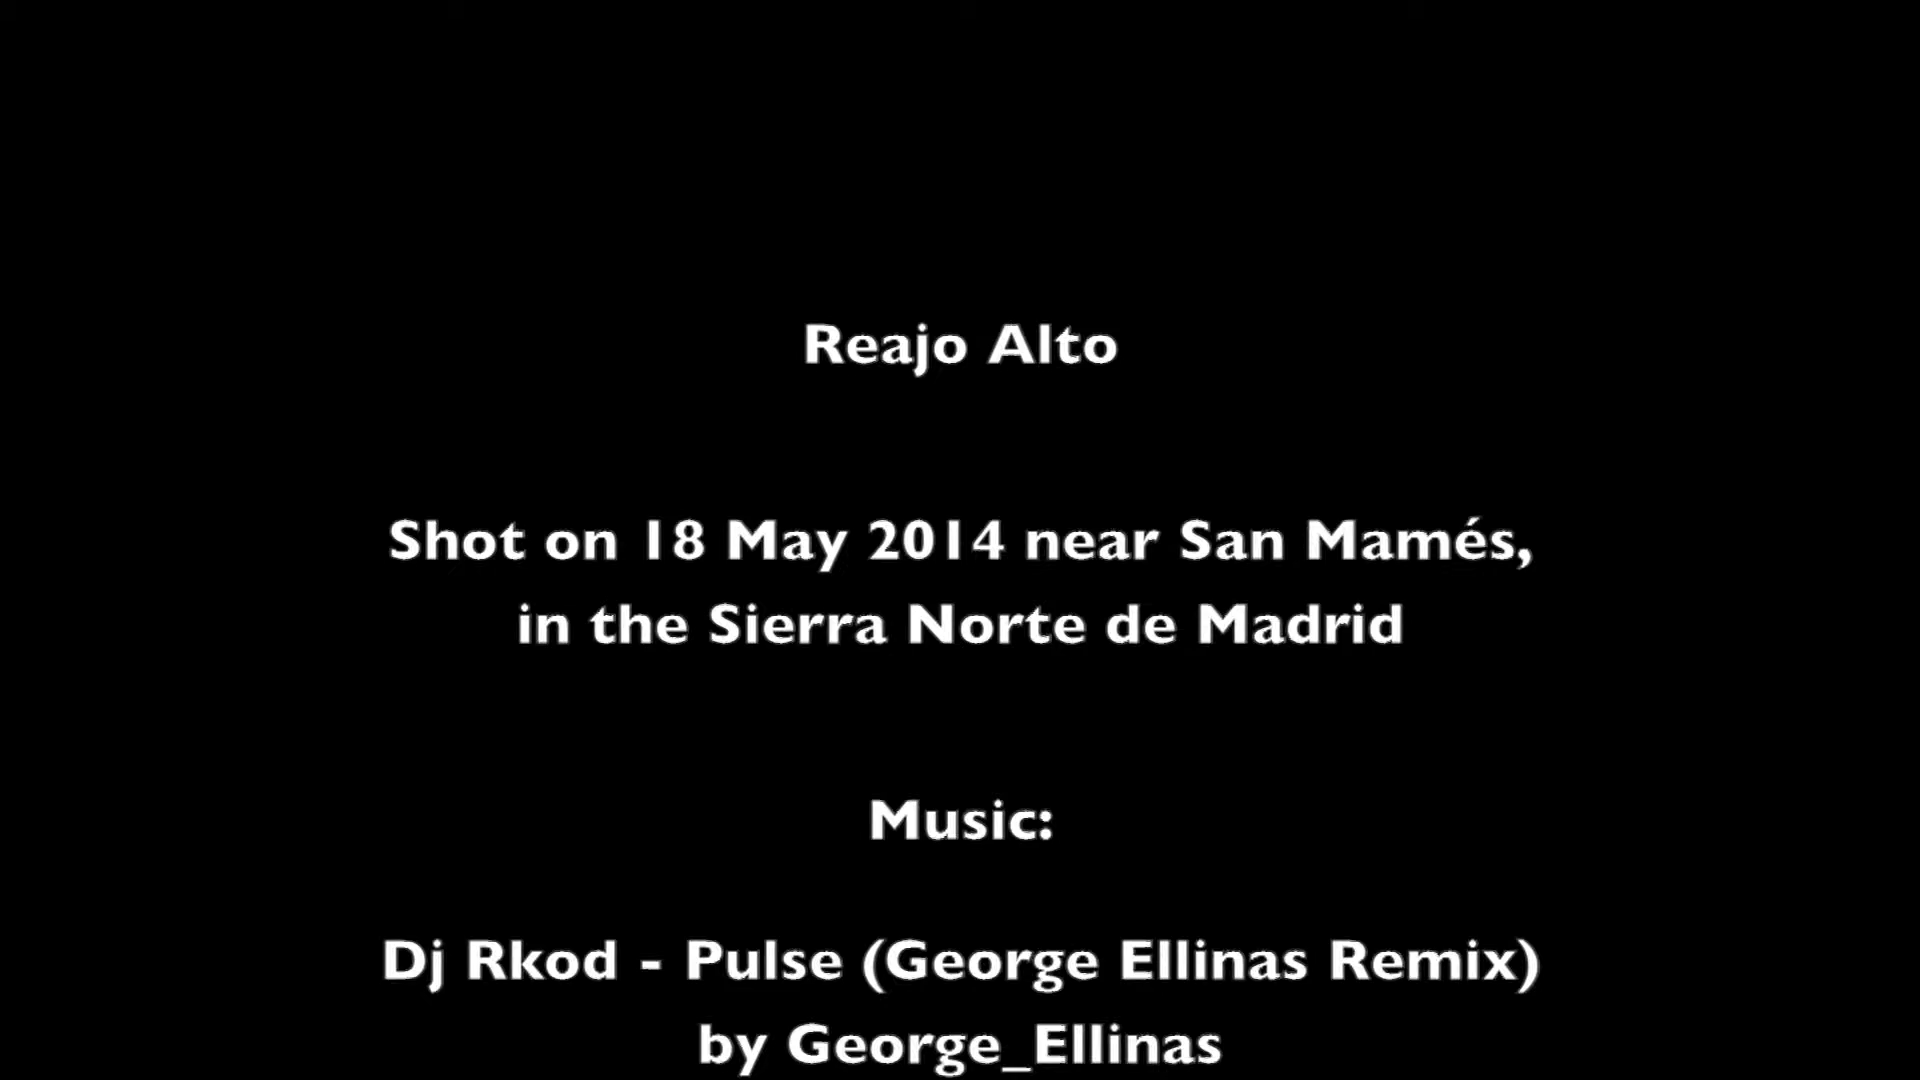 Reajo Alto
Shot on 18 May 2014 near San Mamés,
in the Sierra Norte de Madrid
Music:
Dj Rkod - Pulse (George Ellinas Remix)
by George_Ellinas